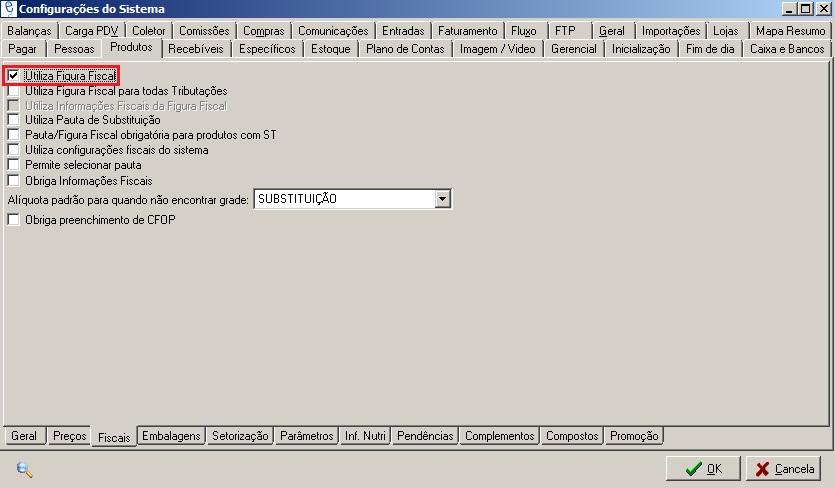 Configurações do Sistema
Balanças Carga PDV Coletor Comissões Compras Comunicações Entradas Faturamento Fluxo FTP Geral Importações Lojas Mapa Resumo
Pagar Pessoas Produtos Recebíveis Específicos Estoque Plano de Contas Imagem / Video Gerencial Inicialização Fim de dia Caixa e Bancos
Utiliza Figura Fiscal
Utiliza Figura Fiscal para todas Tributações
Utiliza Informações Fiscais da Figura Fiscal
Utiliza Pauta de Substituição
Pauta/Figura Fiscal obrigatória para produtos com ST
Utiliza configurações fiscais do sistema
Permite selecionar pauta
Obriga Informações Fiscais
Alíquota padrão para quando não encontrar grade: SUBSTITUIÇÃO
Obriga preenchimento de CFOP
Geral Preços Fiscais Embalagens Setorização Parâmetros Inf. Nutri Pendências Complementos Compostos Promoção
OK Cancela